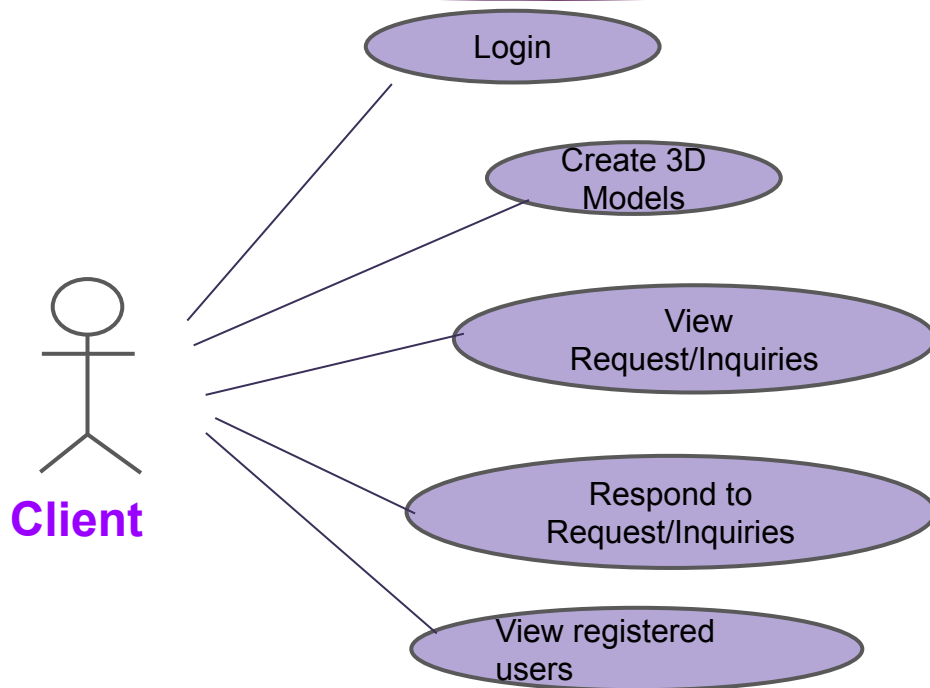 Login
Create 3D
Models
View
Request/Inquiries
Respond to
Request/Inquiries
Client
View registered
users